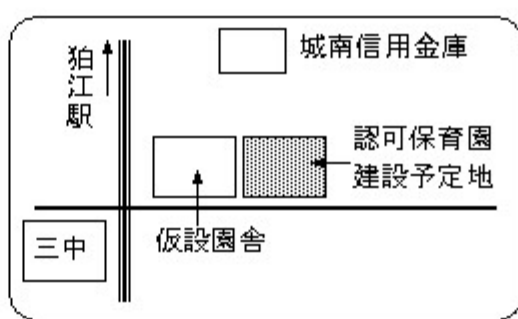 狛江駅
城南信用金庫
認可保育園
建設予定地
仮設園舎
三中